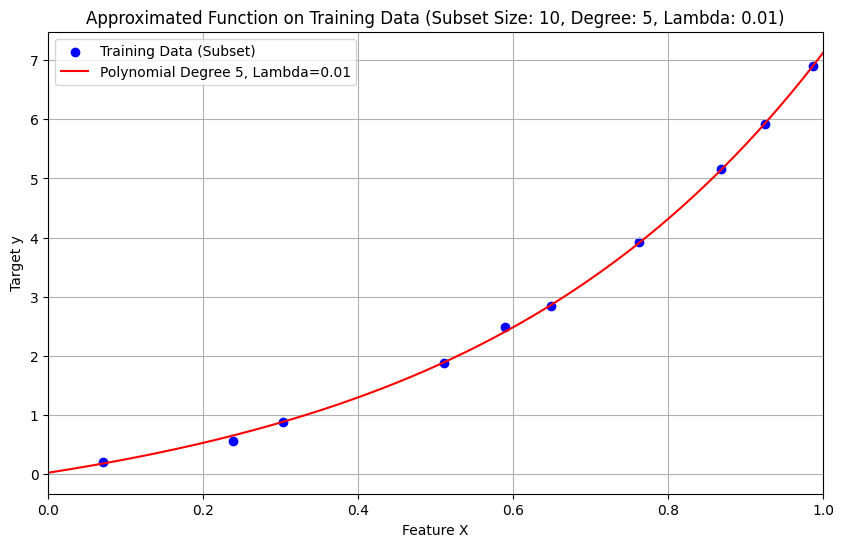 Approximated Function on Training Data (Subset Size: 10, Degree: 5, Lambda: 0.01)
Training Data (Subset)
Polynomial Degree 5, Lambda=0.01
7
6
5
4
3
2
1
0
Target y
0.0 0.2 0.4 0.6 0.8 1.0
Feature X